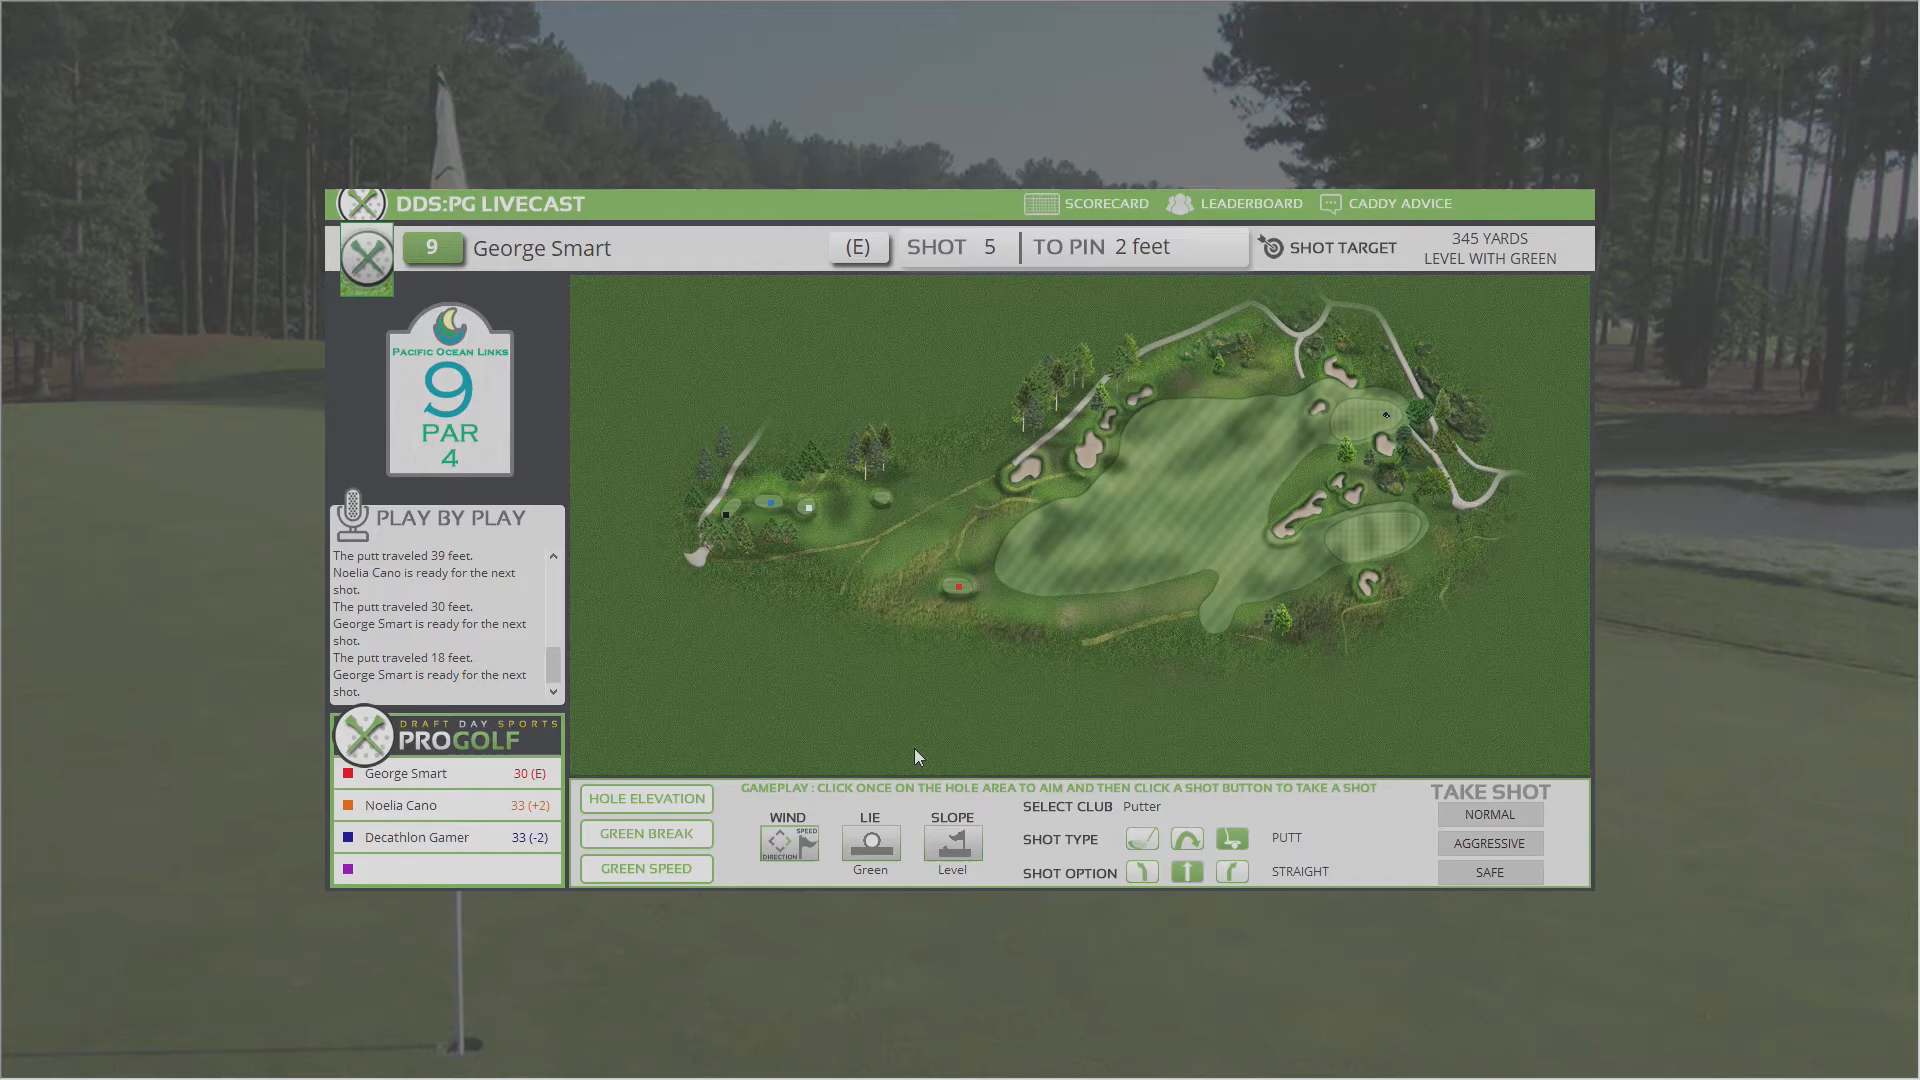 DDS:PG LIVECAST
SCORECARD
LEADERBOARD
CADDY ADVICE
9
George Smart
(E)
SHOT 5
TO PIN 2 feet
SHOT TARGET
345 YARDS
LEVEL WITH GREEN
PACIFIC OCEAN LINKS
9
PAR
4
PLAY BY PLAY
The putt traveled 39 feet.
Noelia Cano is ready for the next
shot.
The putt traveled 30 feet.
George Smart is ready for the next
shot.
The putt traveled 18 feet.
George Smart is ready for the next
shot.
DRAFT DAY SPORTS
PROGOLF
George Smart 30 (E)
Noelia Cano 33 (+2)
Decathlon Gamer 33 (-2)
HOLE ELEVATION
GREEN BREAK
GREEN SPEED
GAMEPLAY : CLICK ONCE ON THE HOLE AREA TO AIM AND THEN CLICK A SHOT BUTTON TO TAKE A SHOT
WIND
SPEED
DIRECTION
LIE
Green
SLOPE
Level
SELECT CLUB Putter
SHOT TYPE PUTT
SHOT OPTION STRAIGHT
TAKE SHOT
NORMAL
AGGRESSIVE
SAFE